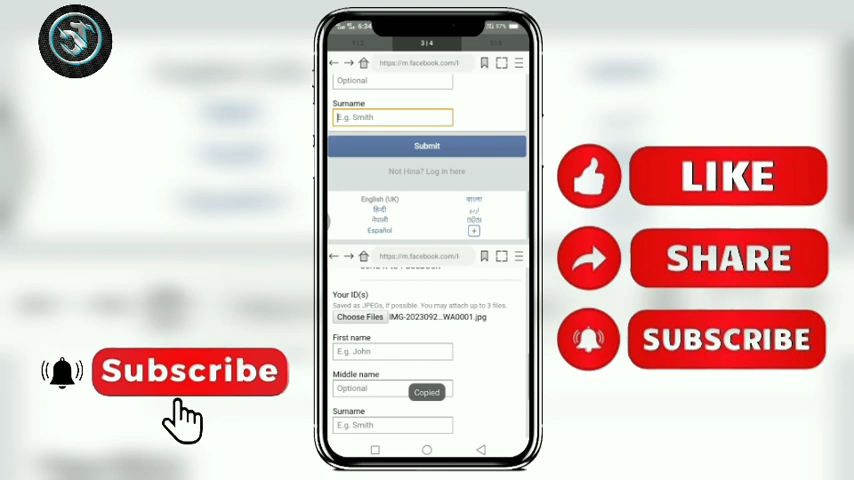 6:34
97%
3|4
https://m.facebook.com/
Optional
Surname
E.g. Smith
Submit
Not Hina? Log in here
English (UK)
বাংলা
हिन्दी
اردو
नेपाली
Español
+
https://m.facebook.com/
Your ID(s)
Saved as JPEGs, if possible. You may attach up to 3 files.
Choose Files IMG-2023092...WA0001.jpg
First name
E.g. John
Middle name
Optional
Copied
Surname
E.g. Smith
LIKE
SHARE
SUBSCRIBE
Subscribe